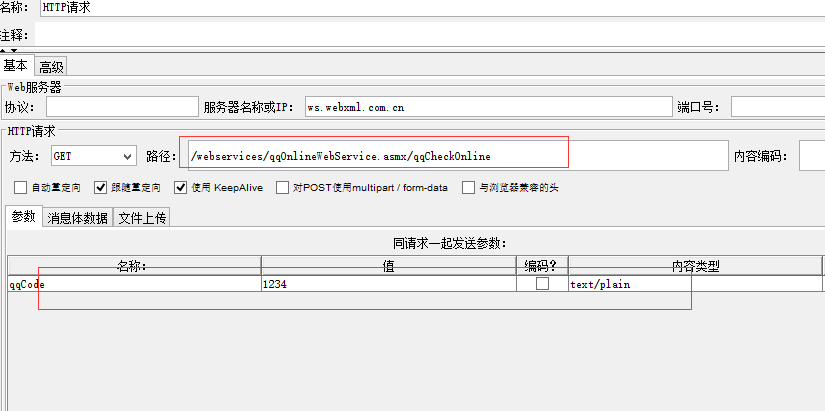 名称： HTTP请求
注释：
基本 高级
Web服务器
协议： 服务器名称或IP： ws.webxml.com.cn 端口号：
HTTP请求
方法： GET 路径： /webservices/qqOnlineWebService.asmx/qqCheckOnline 内容编码：
自动重定向 跟随重定向 使用 KeepAlive 对POST使用multipart / form-data 与浏览器兼容的头
参数 消息体数据 文件上传
同请求一起发送参数：
名称： 值 编码？ 内容类型
qqCode 1234 text/plain